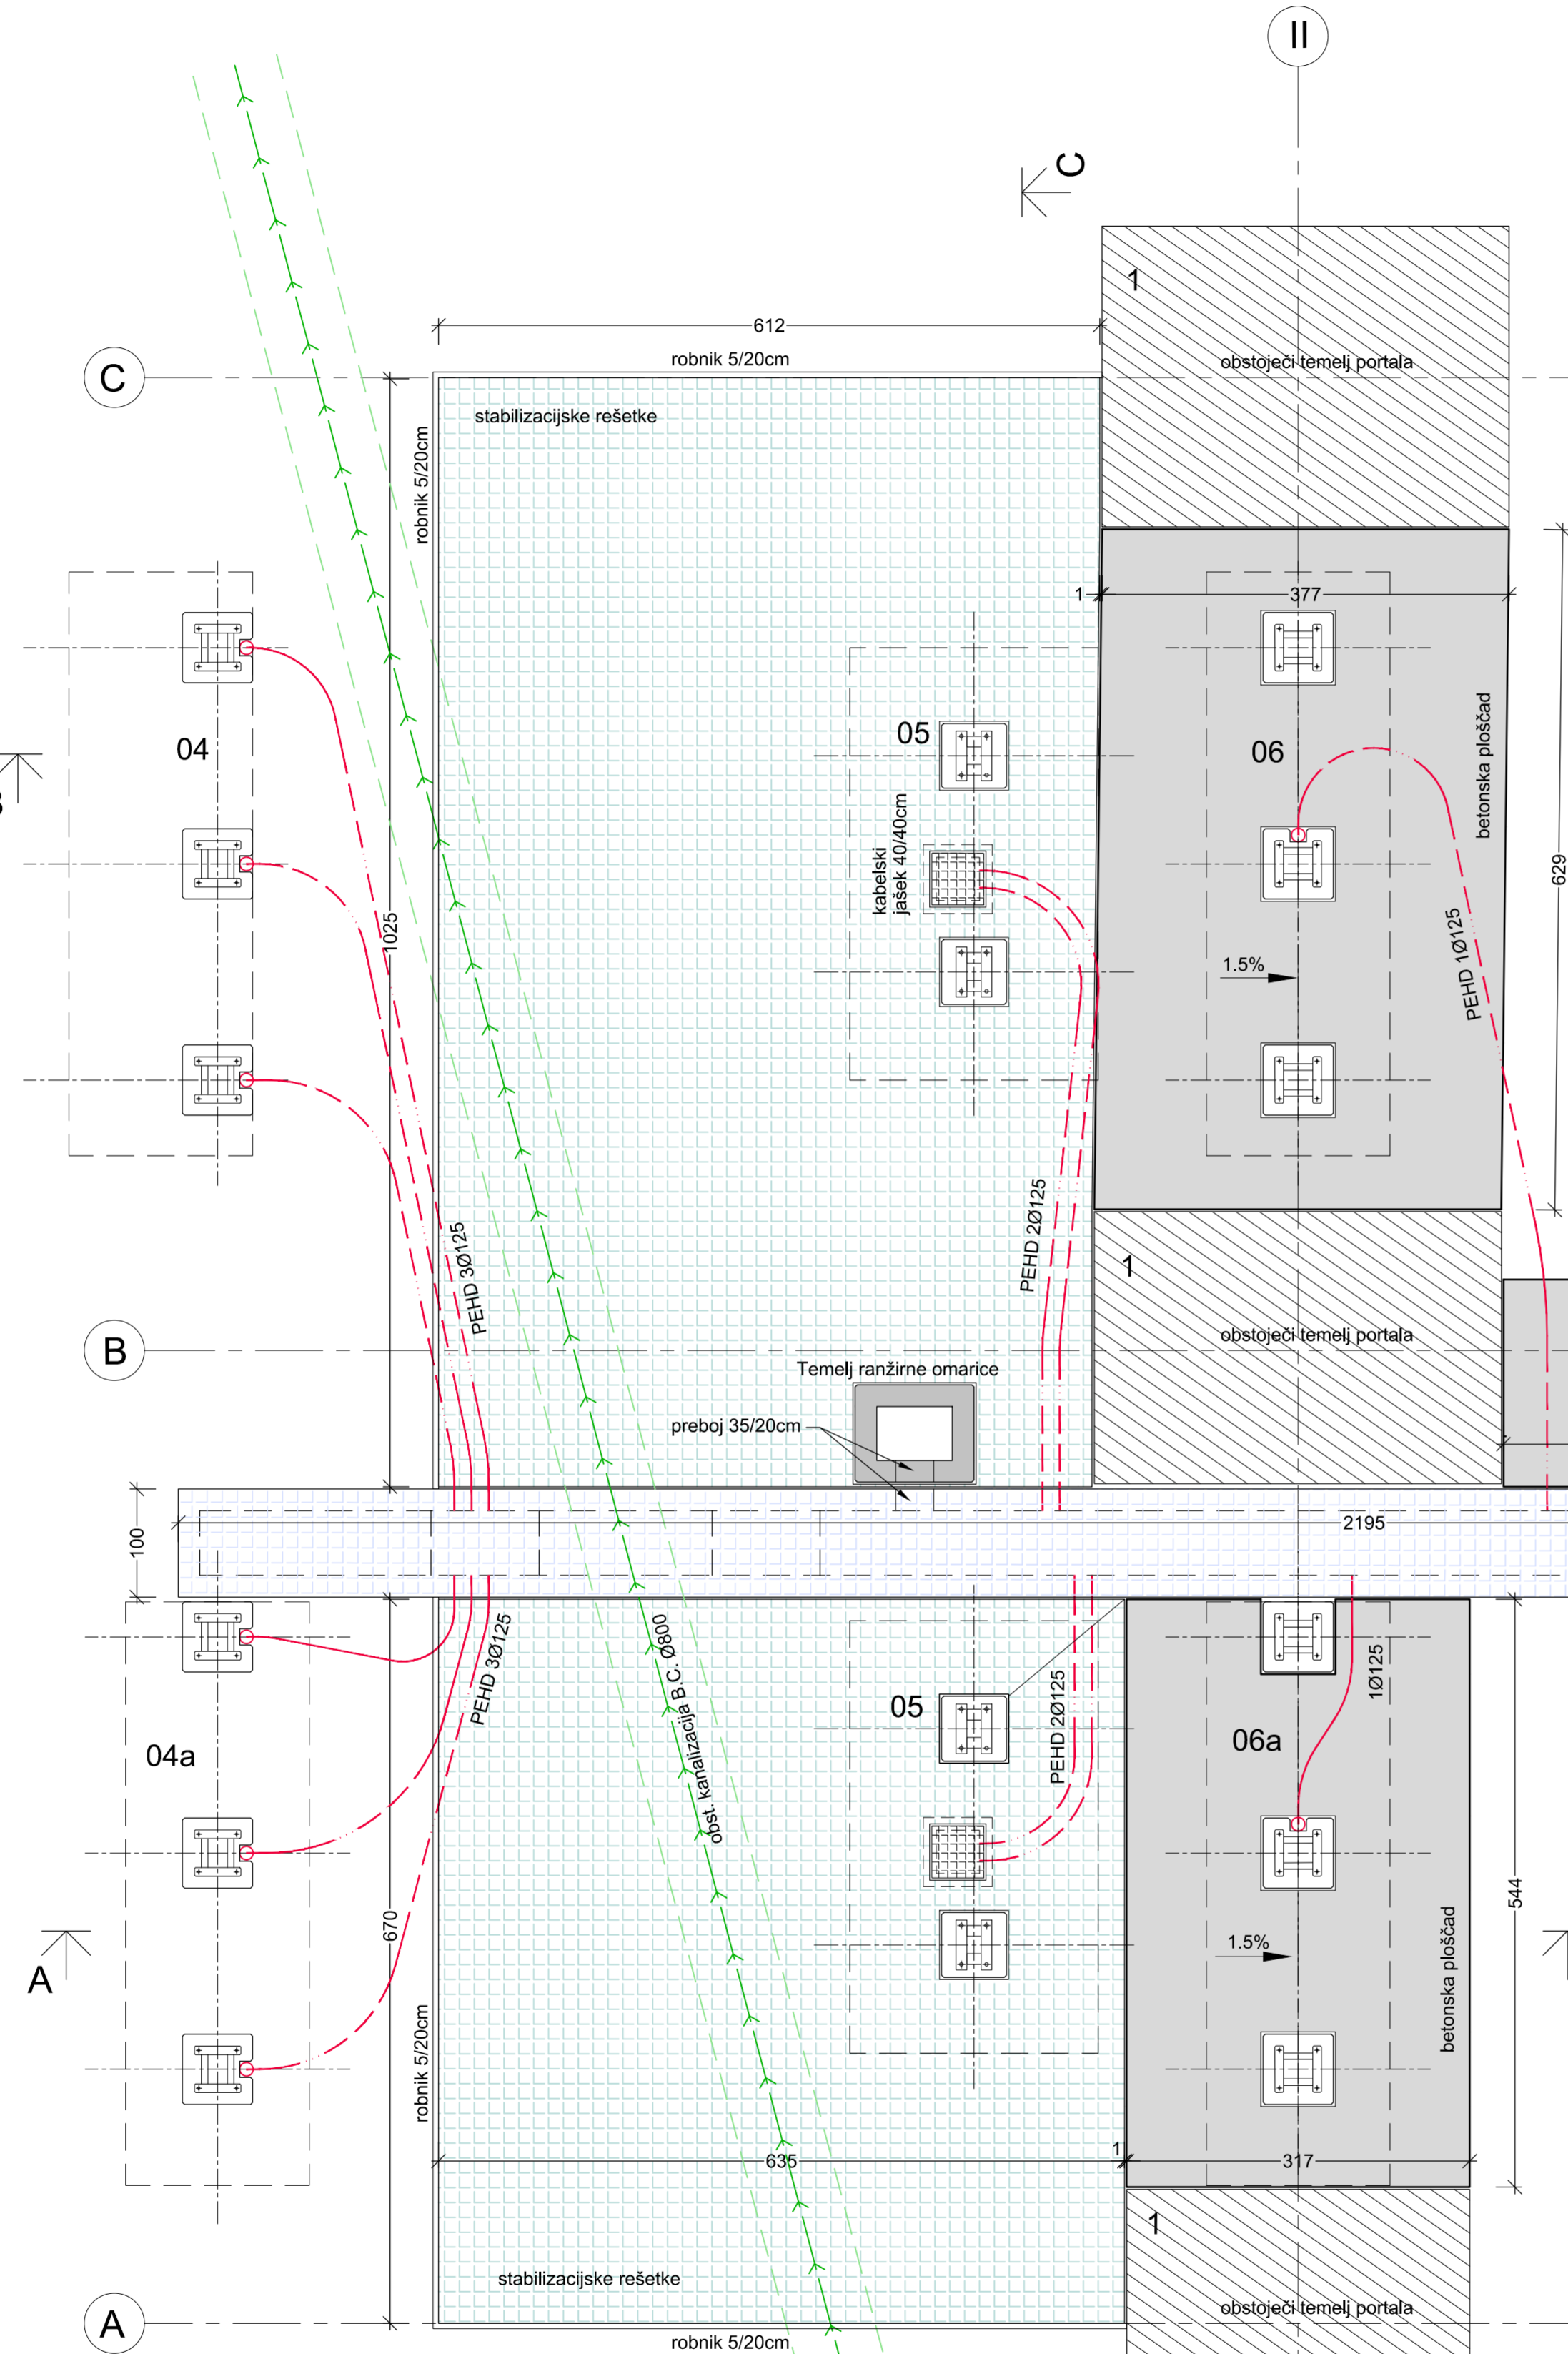 II
C
612
robnik 5/20cm
C
1
obstoječi temelj portala
stabilizacijske rešetke
robnik 5/20cm
1
377
04
05
06
betonska ploščad
kabelski
jašek 40/40cm
629
1025
1.5%
PEHD 1Ø125
PEHD 3Ø125
PEHD 2Ø125
1
obstoječi temelj portala
B
Temelj ranžirne omarice
preboj 35/20cm
100
2195
PEHD 3Ø125
obst. kanalizacija B.C. Ø800
PEHD 2Ø125
1Ø125
04a
05
06a
544
670
1.5%
betonska ploščad
A
robnik 5/20cm
635
1
317
1
stabilizacijske rešetke
A
obstoječi temelj portala
robnik 5/20cm